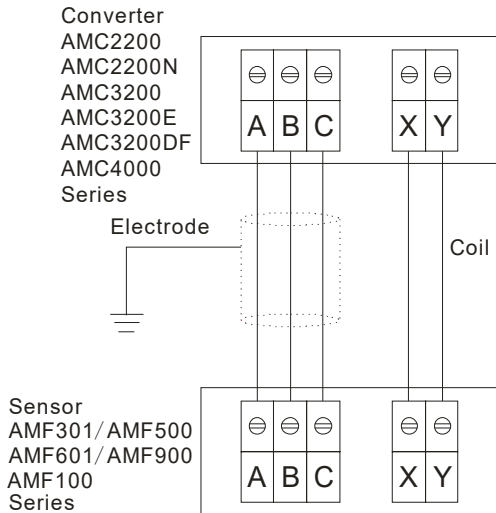 Converter
AMC2200
AMC2200N
AMC3200
AMC3200E
AMC3200DF
AMC4000
Series
A B C X Y
Electrode
Coil
Sensor
AMF301/AMF500
AMF601/AMF900
AMF100
Series
A B C X Y